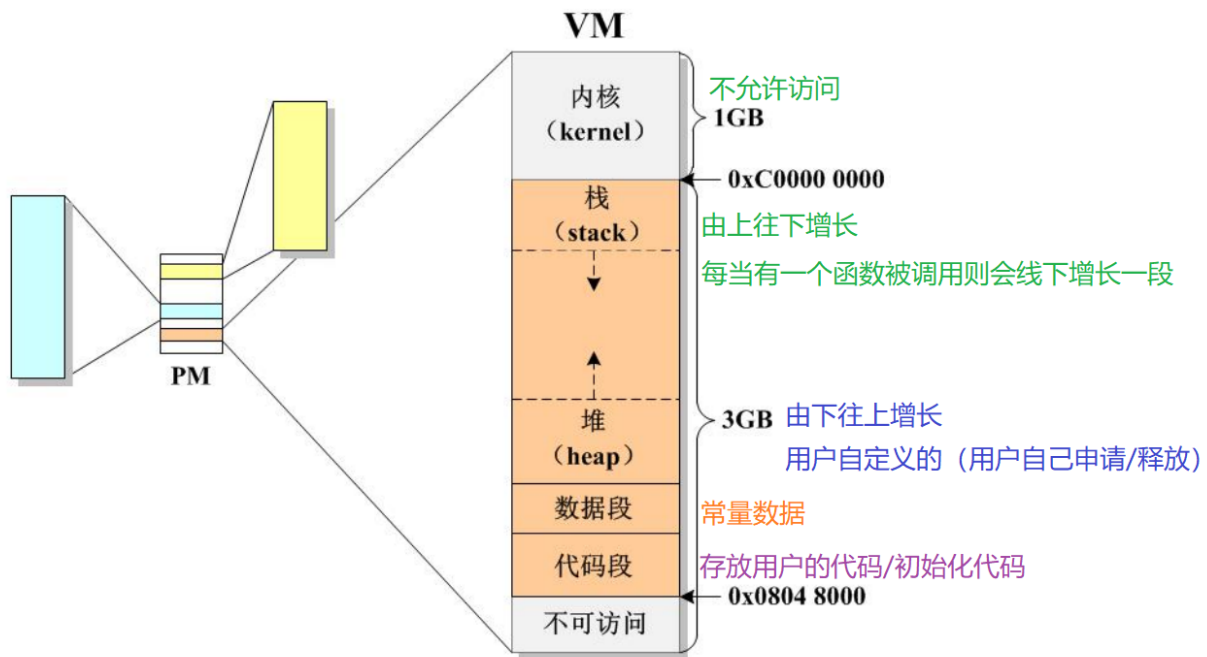 VM
内核
（kernel）
不允许访问
1GB
0xC0000 0000
栈
（stack）
由上往下增长
每当有一个函数被调用则会线下增长一段
PM
堆
（heap）
3GB
由下往上增长
用户自定义的（用户自己申请/释放）
数据段
常量数据
代码段
存放用户的代码/初始化代码
0x0804 8000
不可访问